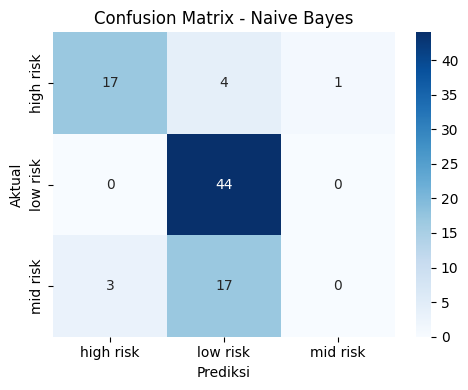 Confusion Matrix - Naive Bayes
Aktual
high risk
17 4 1
low risk
0 44 0
mid risk
3 17 0
high risk low risk mid risk
Prediksi
40
35
30
25
20
15
10
5
0